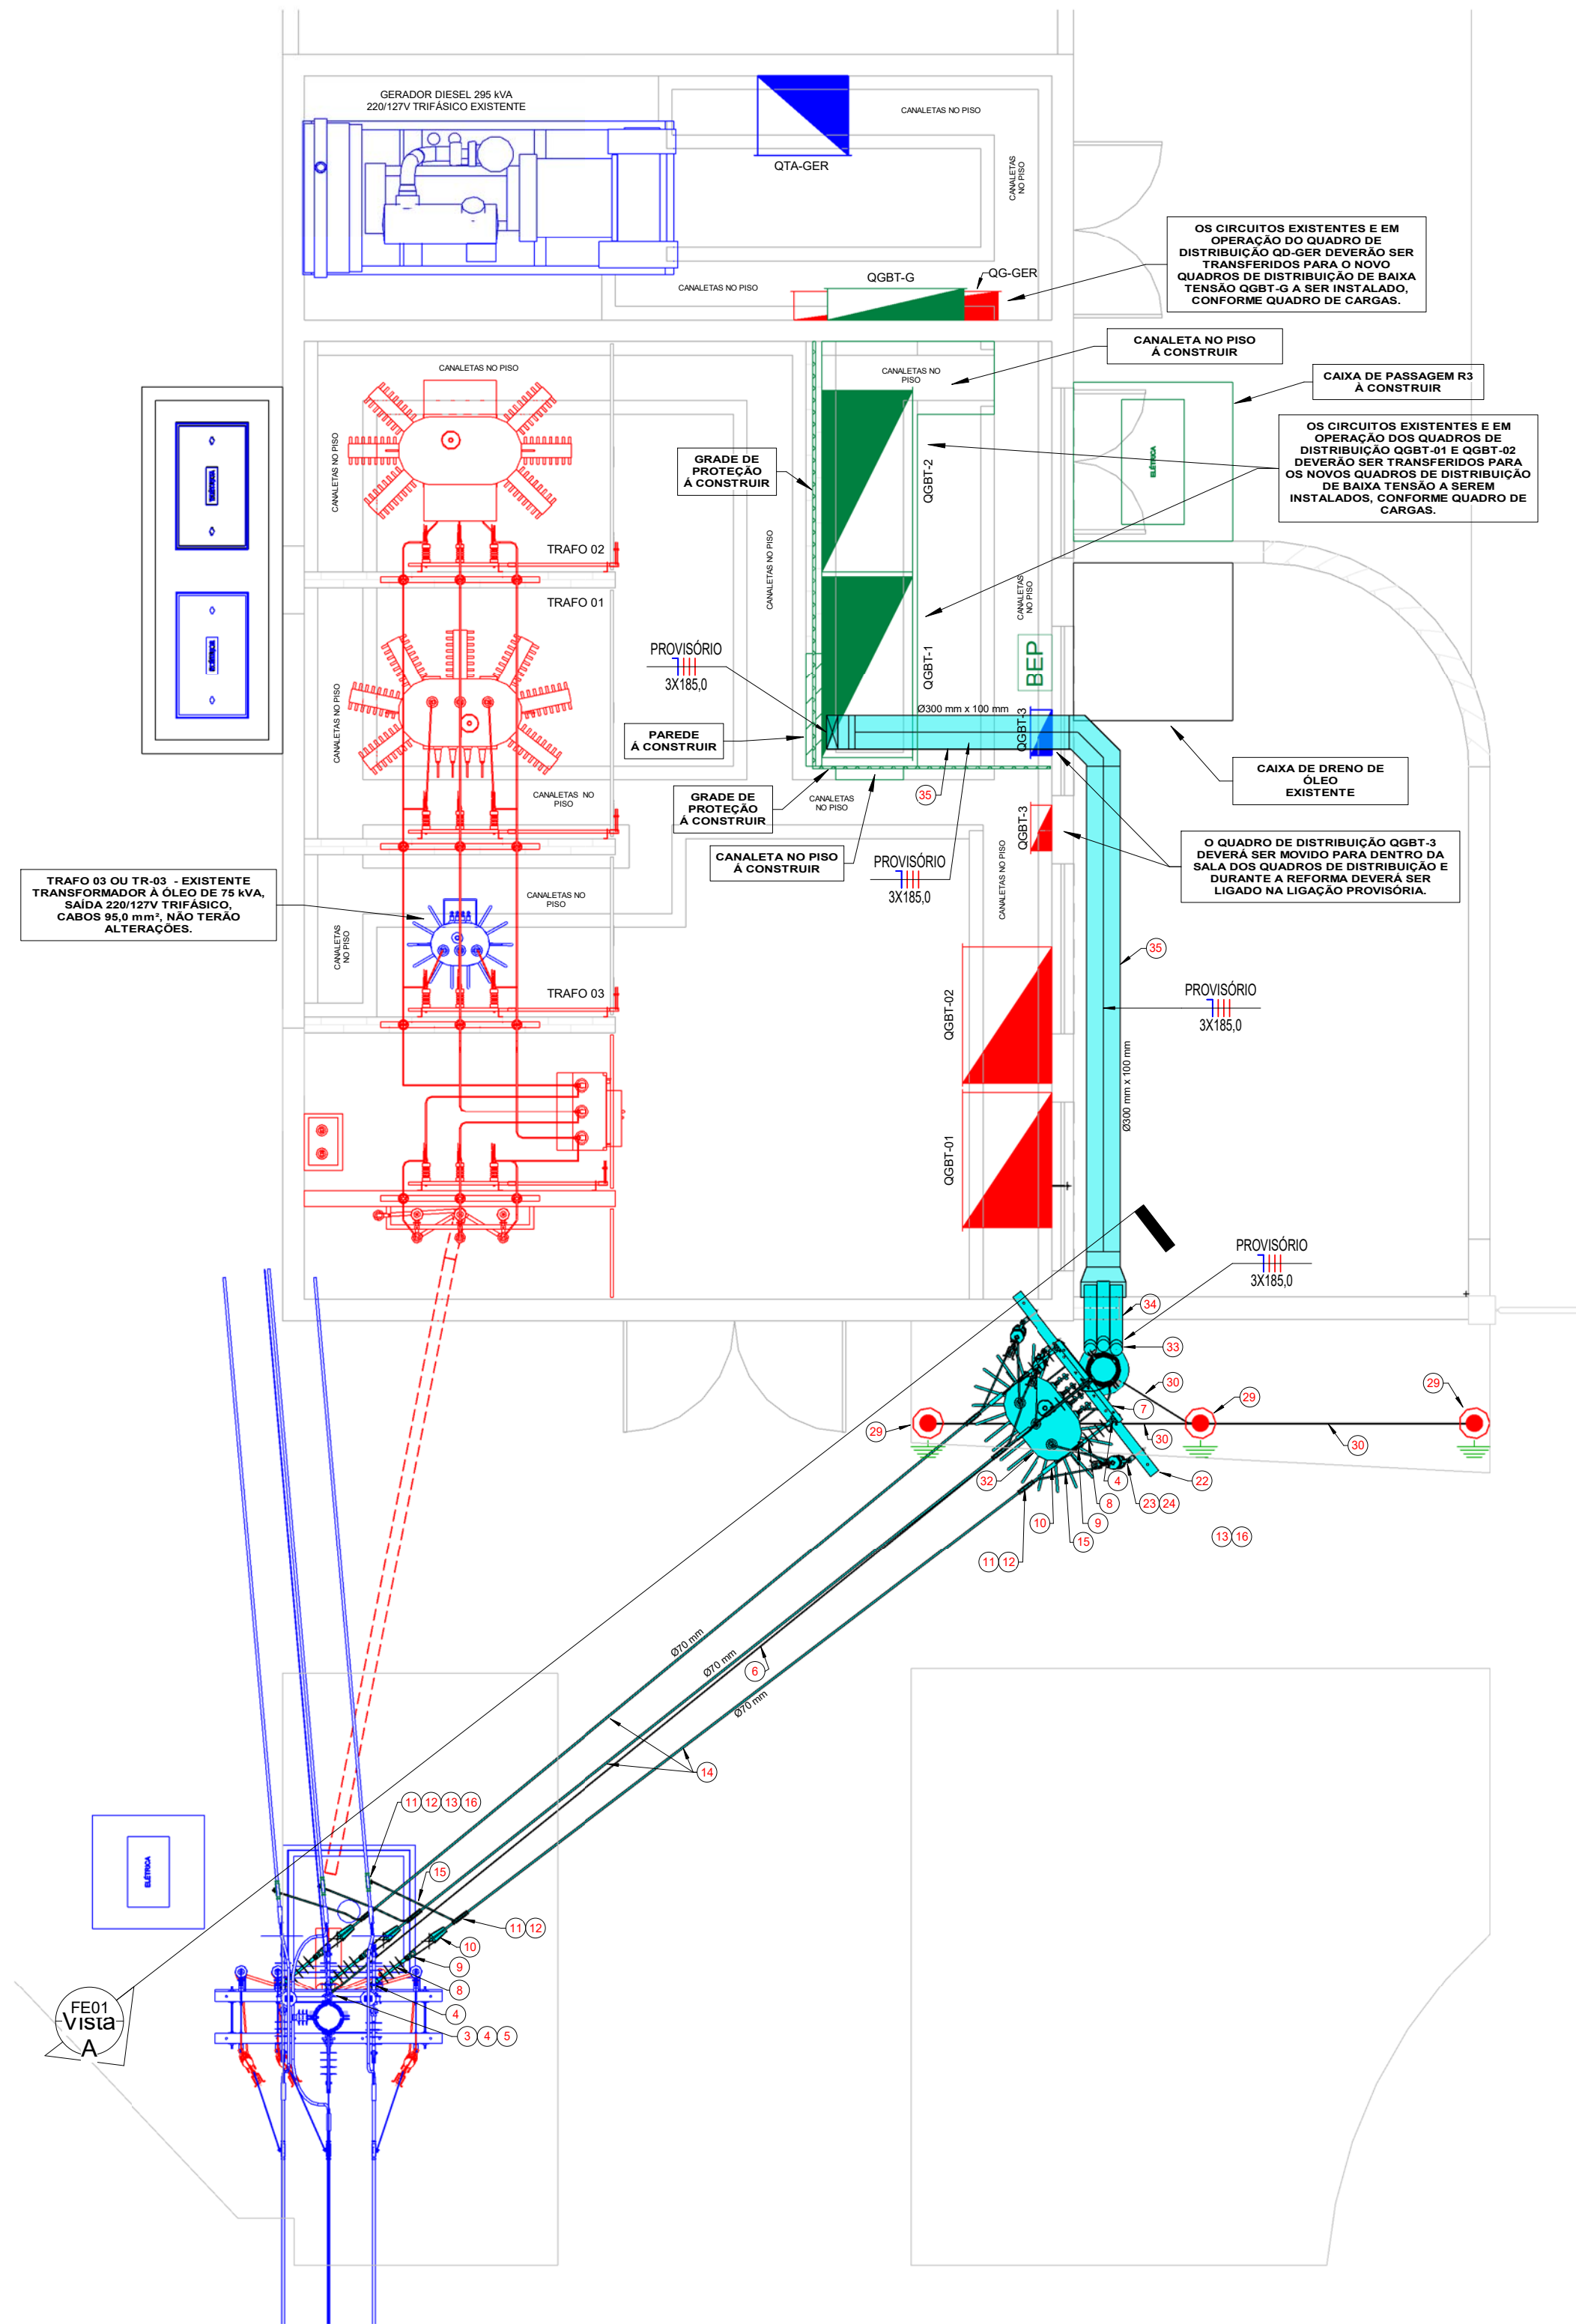 GERADOR DIESEL 295 kVA
220/127V TRIFÁSICO EXISTENTE
CANALETAS NO PISO
QTA-GER
CANALETAS
NO PISO
OS CIRCUITOS EXISTENTES E EM
OPERAÇÃO DO QUADRO DE
DISTRIBUIÇÃO QD-GER DEVERÃO SER
TRANSFERIDOS PARA O NOVO
QUADROS DE DISTRIBUIÇÃO DE BAIXA
TENSÃO QGBT-G A SER INSTALADO,
CONFORME QUADRO DE CARGAS.
QGBT-G
QG-GER
CANALETAS NO PISO
CANALETA NO PISO
Á CONSTRUIR
CANALETAS NO PISO
CANALETAS NO
PISO
CAIXA DE PASSAGEM R3
À CONSTRUIR
OS CIRCUITOS EXISTENTES E EM
OPERAÇÃO DOS QUADROS DE
DISTRIBUIÇÃO QGBT-01 E QGBT-02
DEVERÃO SER TRANSFERIDOS PARA
OS NOVOS QUADROS DISTRIBUIÇÃO
DE BAIXA TENSÃO A SEREM
INSTALADOS, CONFORME QUADRO DE
CARGAS.
CANALETAS NO PISO
GRADE DE
PROTEÇÃO
Á CONSTRUIR
QGBT-2
ELÉTRICA
TRAFO 02
CANALETAS NO PISO
TRAFO 01
CANALETAS
NO PISO
PROVISÓRIO
3X185,0
QGBT-1
BEP
CANALETAS NO PISO
Ø300 mm x 100 mm
QGBT-3
PAREDE
Á CONSTRUIR
CAIXA DE DRENO DE
ÓLEO
EXISTENTE
CANALETAS NO
PISO
GRADE DE
PROTEÇÃO
Á CONSTRUIR
CANALETAS
NO PISO
35
QGBT-3
CANALETA NO PISO
Á CONSTRUIR
PROVISÓRIO
3X185,0
CANALETAS NO PISO
O QUADRO DE DISTRIBUIÇÃO QGBT-3
DEVERÁ SER MOVIDO PARA DENTRO DA
SALA DOS QUADROS DE DISTRIBUIÇÃO E
DURANTE A REFORMA DEVERÁ SER
LIGADO NA LIGAÇÃO PROVISÓRIA.
TRAFO 03 OU TR-03 - EXISTENTE
TRANSFORMADOR À ÓLEO DE 75 kVA,
SAÍDA 220/127V TRIFÁSICO,
CABOS 95,0 mm², NÃO TERÃO
ALTERAÇÕES.
CANALETAS NO
PISO
CANALETAS
NO PISO
35
TRAFO 03
QGBT-02
PROVISÓRIO
3X185,0
Ø300 mm x 100 mm
QGBT-01
PROVISÓRIO
3X185,0
34
33
30
29
29
7
29
30
30
32
4
22
8
23 24
10
9
15
13 16
11 12
Ø70 mm
Ø70 mm
6
Ø70 mm
14
11 12 13 16
15
ELÉTRICA
11 12
10
9
8
4
3 4 5
FE01
Vista
A